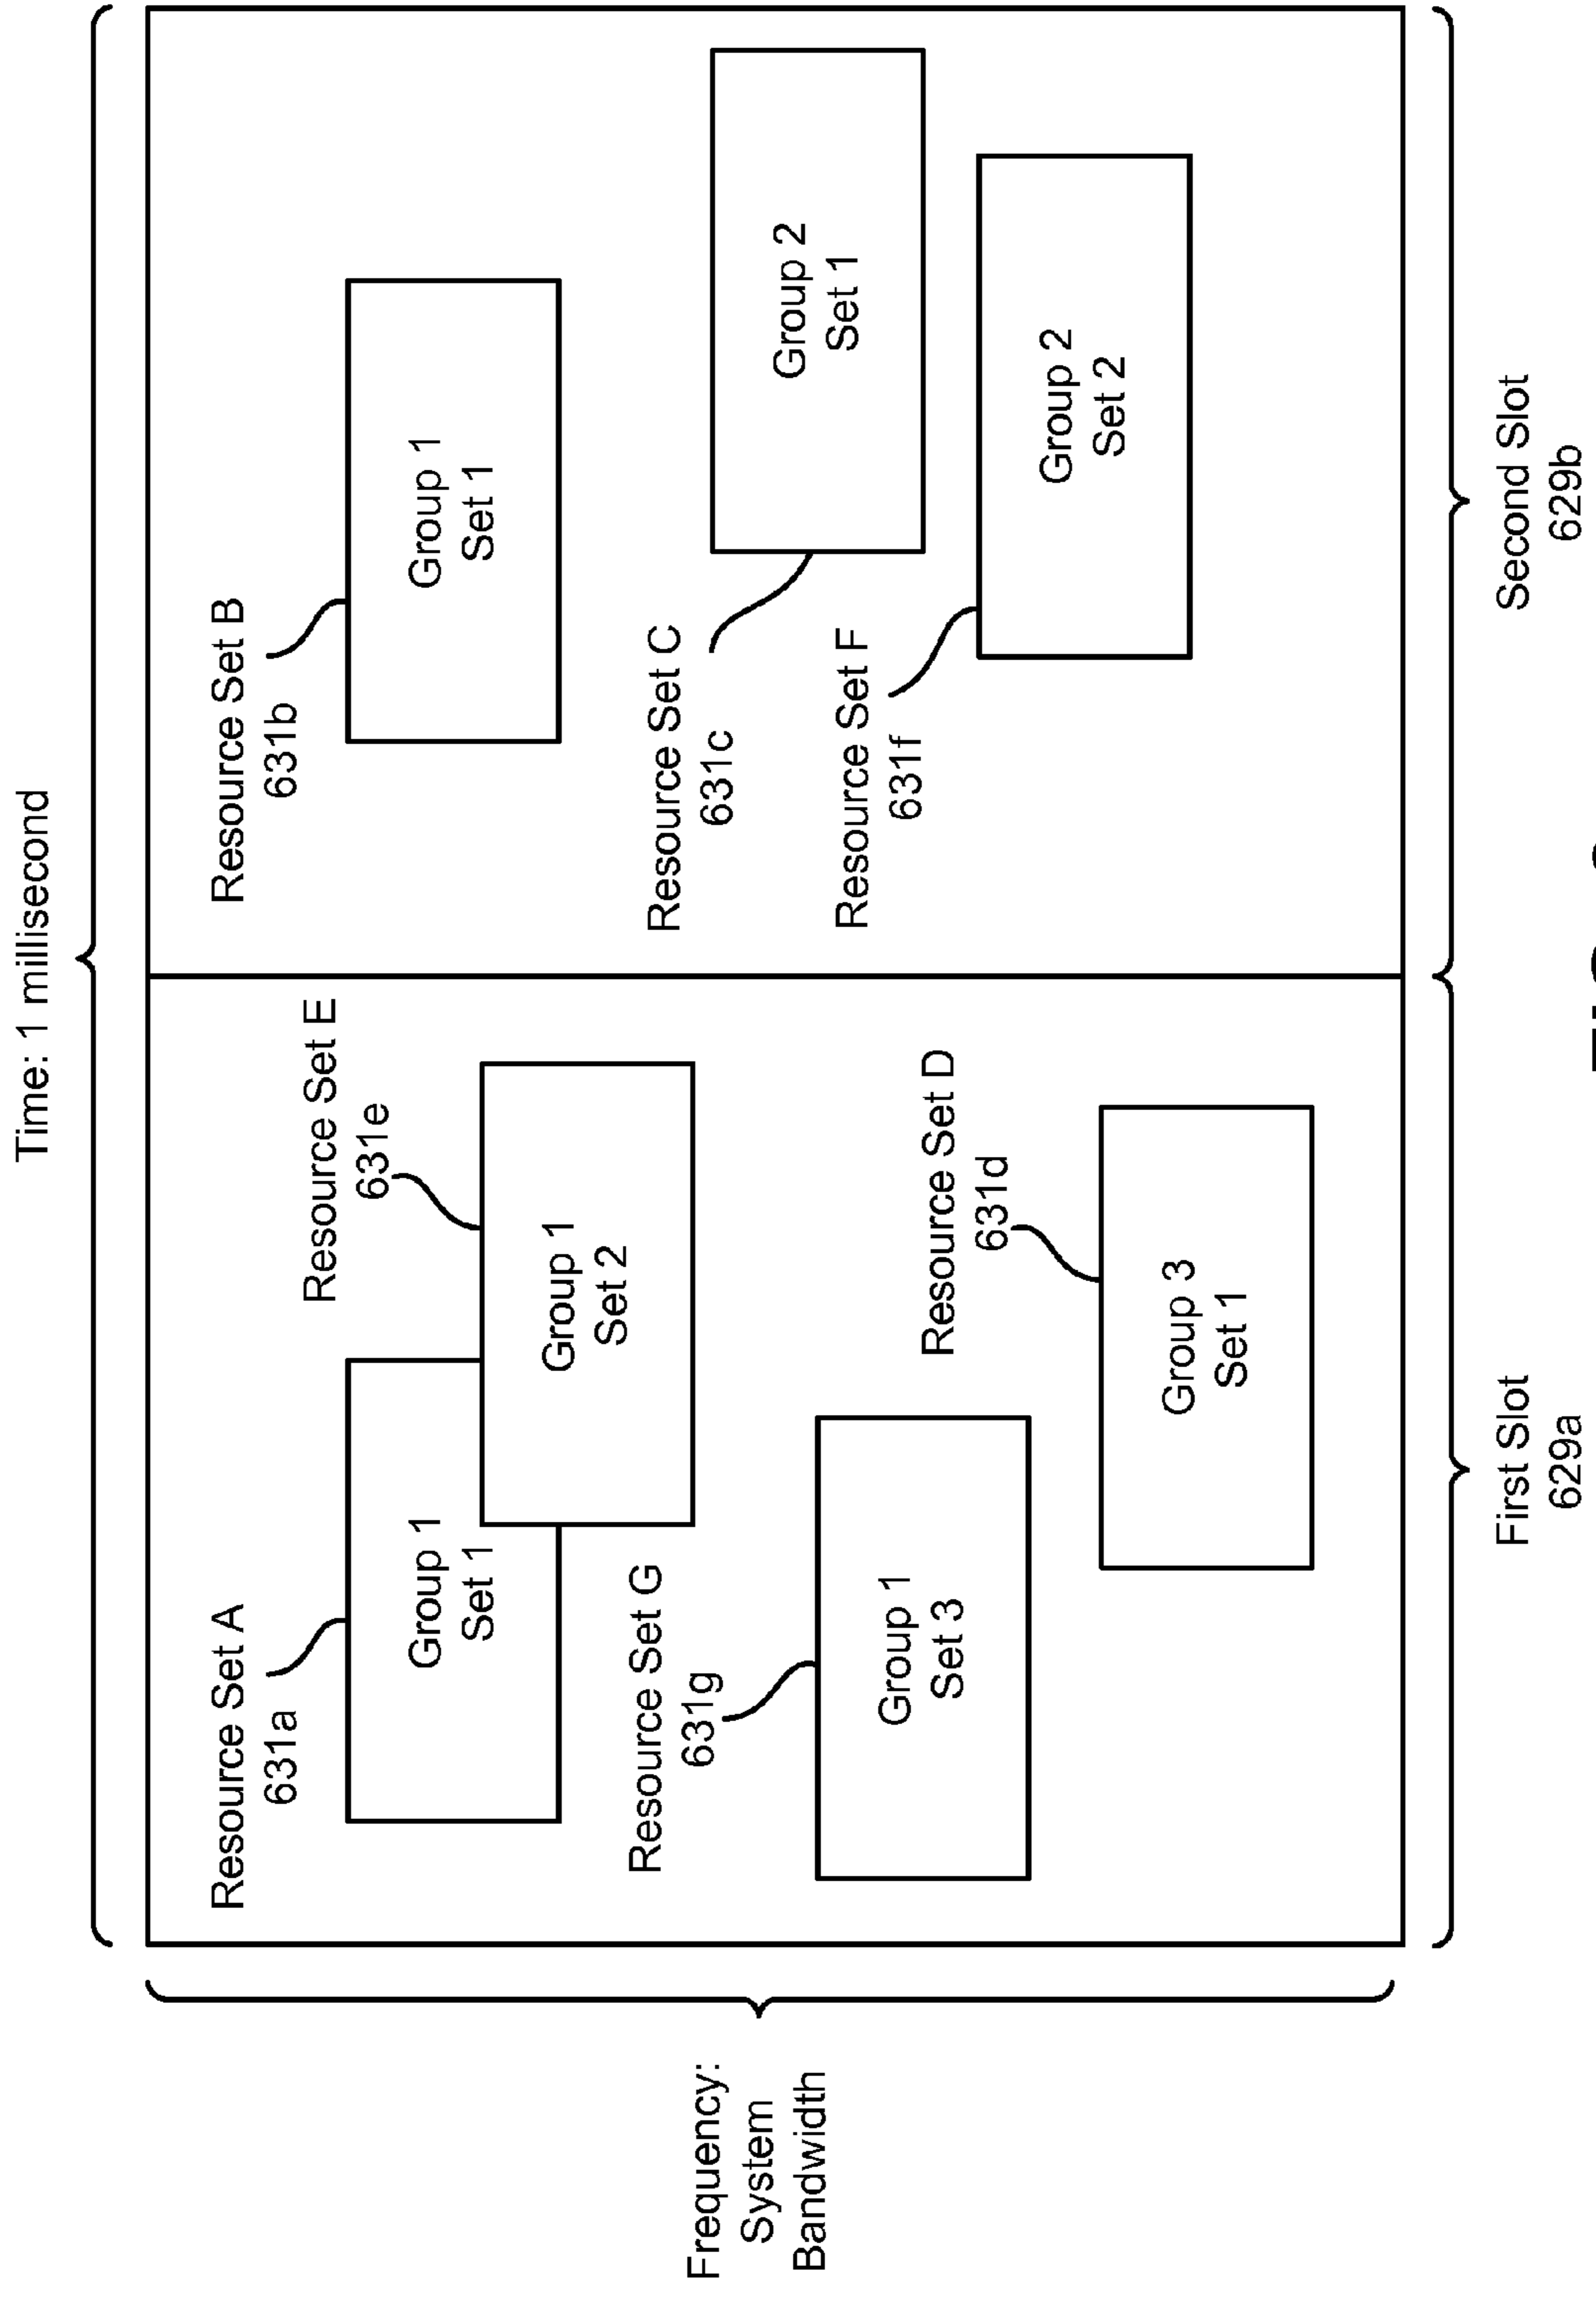 Time: 1 millisecond
Frequency:
System
Bandwidth
Resource Set A
631a
Group 1
Set 1
Resource Set E
631e
Group 1
Set 2
Resource Set G
631g
Group 1
Set 3
Resource Set D
631d
Group 3
Set 1
Resource Set B
631b
Group 1
Set 1
Resource Set C
631c
Group 2
Set 1
Resource Set F
631f
Group 2
Set 2
First Slot
629a
Second Slot
629b